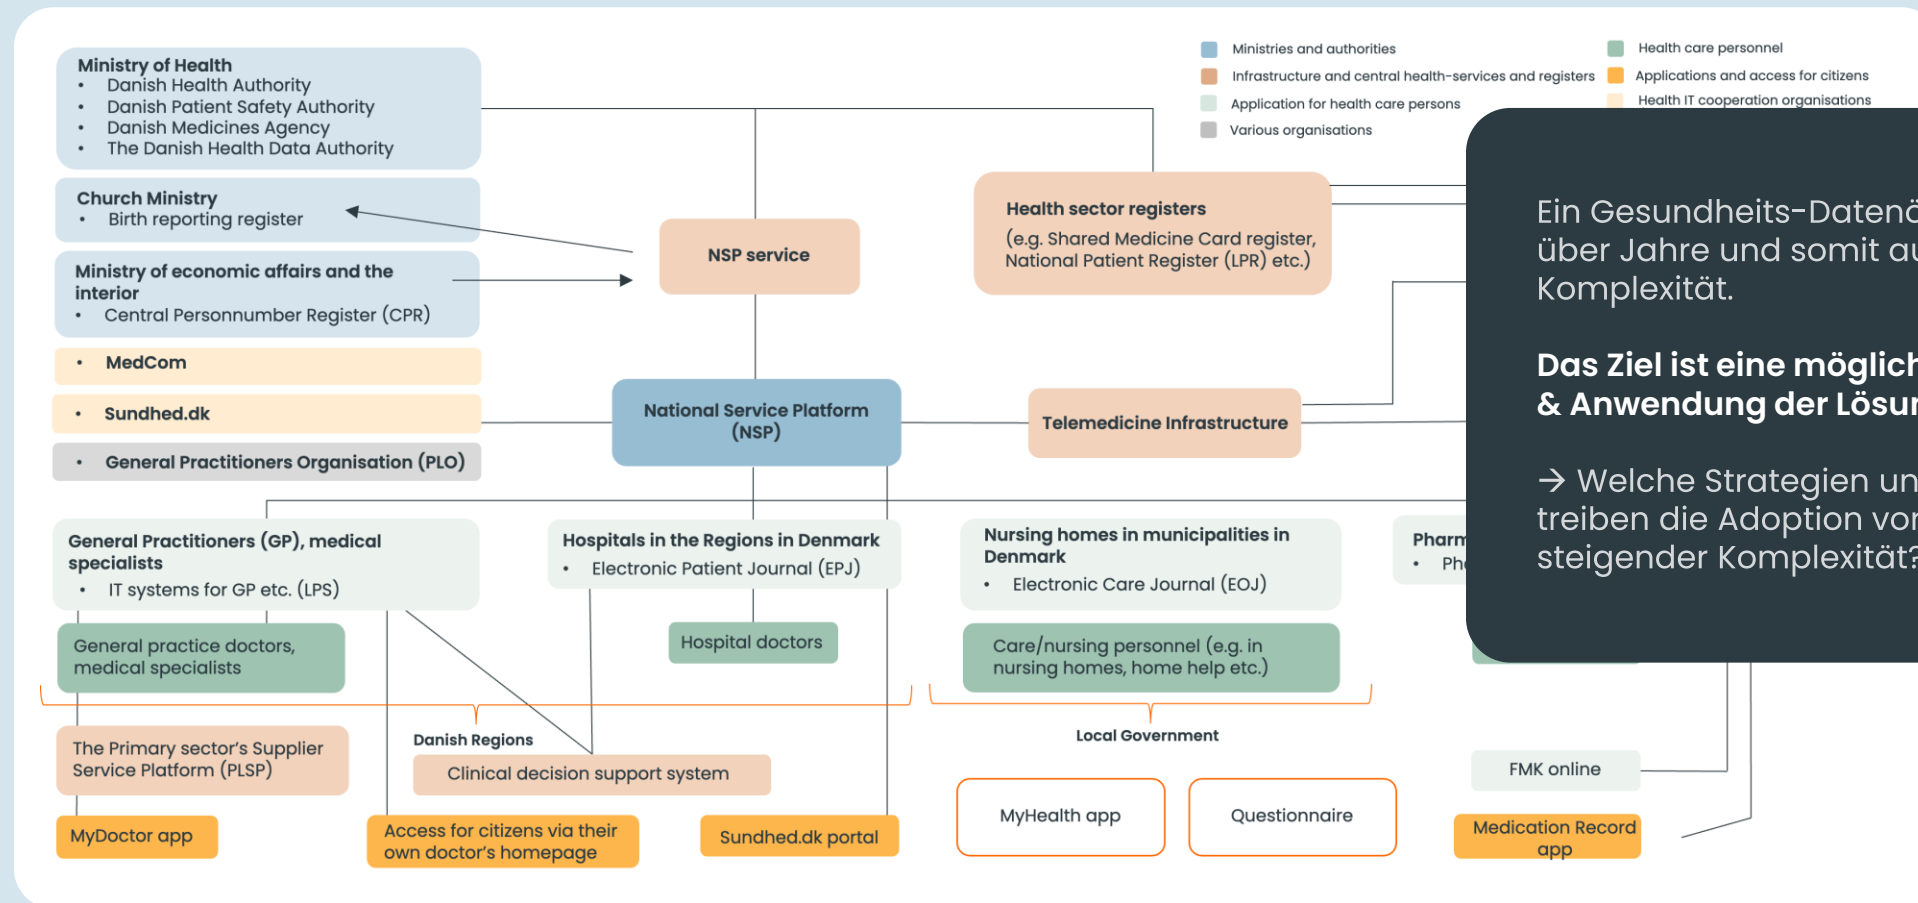 Ministry of Health
• Danish Health Authority
• Danish Patient Safety Authority
• Danish Medicines Agency
• The Danish Health Data Authority
Church Ministry
• Birth reporting register
Ministry of economic affairs and the
interior
• Central Personnumber Register (CPR)
• MedCom
• Sundhed.dk
• General Practitioners Organisation (PLO)
NSP service
National Service Platform
(NSP)
Health sector registers
(e.g. Shared Medicine Card register,
National Patient Register (LPR) etc.)
Telemedicine Infrastructure
Ministries and authorities
Infrastructure and central health-services and registers
Application for health care persons
Various organisations
Health care personnel
Applications and access for citizens
Health IT cooperation organisations
Ein Gesundheits-
über Jahre und somit
Komplexität.
Das Ziel ist eine
& Anwendung der
→ Welche Strategien
treiben die Adoption
steigender Komplexität?
General Practitioners (GP), medical
specialists
• IT systems for GP etc. (LPS)
General practice doctors,
medical specialists
Hospitals in the Regions in Denmark
• Electronic Patient Journal (EPJ)
Hospital doctors
Nursing homes in municipalities in
Denmark
• Electronic Care Journal (EOJ)
Care/nursing personnel (e.g. in
nursing homes, home help etc.)
Danish Regions
Local Government
The Primary sector's Supplier
Service Platform (PLSP)
Clinical decision support system
MyDoctor app
Access for citizens via their
own doctor's homepage
Sundhed.dk portal
MyHealth app
Questionnaire
FMK online
Medication Record
app